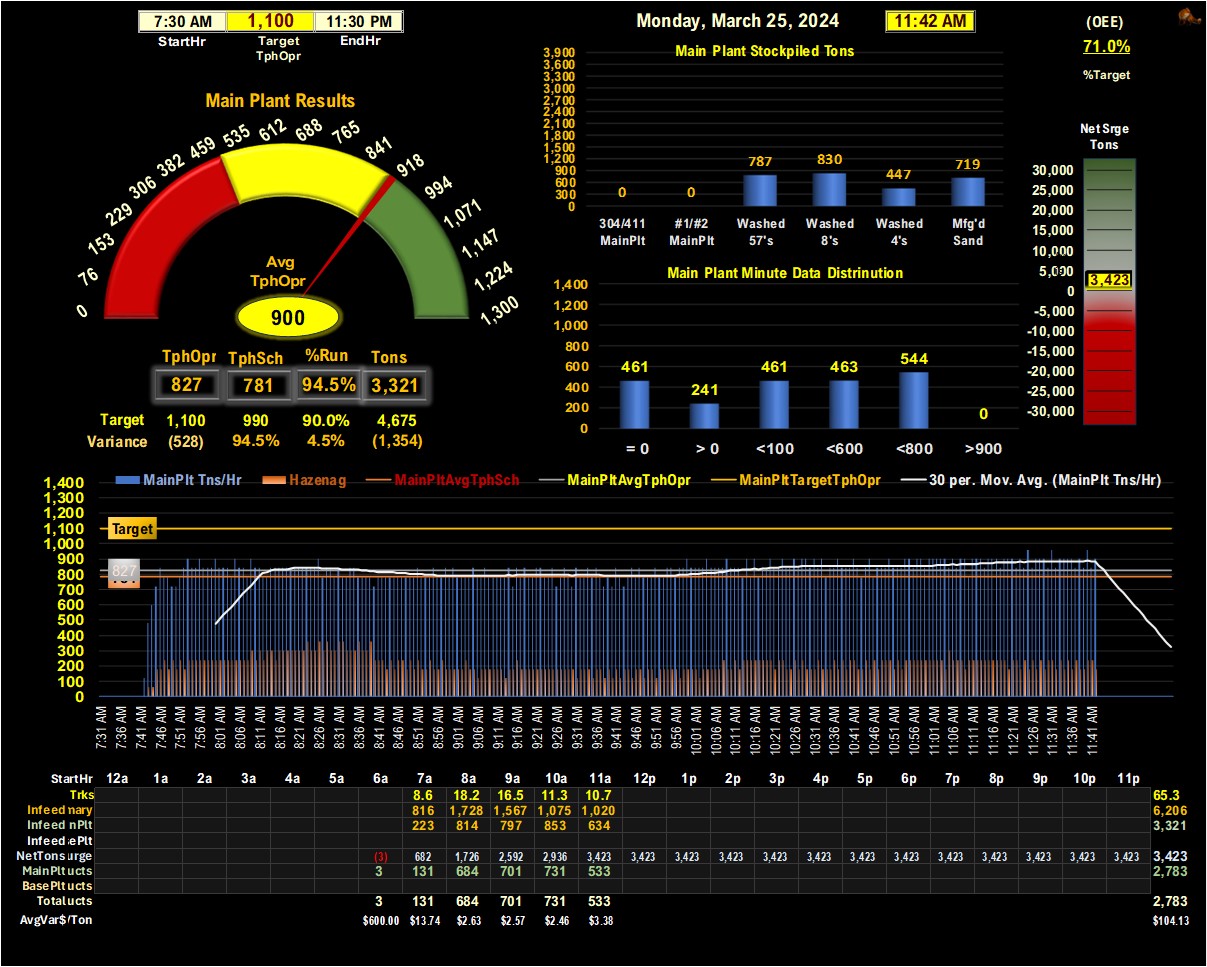 7:30 AM 1,100 11:30 PM
StartHr Target TphOpr EndHr
Monday, March 25, 2024 11:42 AM
(OEE)
71.0%
%Target
Main Plant Results
0 76 153 229 306 382 459 535 612 688 765 841 918 994 1,071 1,147 1,224 1,300
Avg
TphOpr
900
TphOpr TphSch %Run Tons
827 781 94.5% 3,321
Target 1,100 990 90.0% 4,675
Variance (528) 94.5% 4.5% (1,354)
Main Plant Stockpiled Tons
3,900
3,600
3,300
3,000
2,700
2,400
2,100
1,800
1,500
1,200
900
600
300
0
0 0 787 830 447 719
304/411 #1/#2 Washed Washed Washed Mfg'd
MainPlt MainPlt 57's 8's 4's Sand
Main Plant Minute Data Distrinution
1,400
1,200
1,000
800
600
400
200
0
461 241 461 463 544 0
= 0 > 0 <100 <600 <800 >900
Net Srge
Tons
30,000
25,000
20,000
15,000
10,000
5,000
0
-5,000
-10,000
-15,000
-20,000
-25,000
-30,000
3,423
MainPlt Tns/Hr Hazenag MainPltAvgTphSch MainPltAvgTphOpr MainPltTargetTphOpr 30 per. Mov. Avg. (MainPlt Tns/Hr)
1,400
1,300
1,200
1,100
1,000
900
800
700
600
500
400
300
200
100
0
Target
827
7:31 AM 7:36 AM 7:41 AM 7:46 AM 7:51 AM 7:56 AM 8:01 AM 8:06 AM 8:11 AM 8:16 AM 8:21 AM 8:26 AM 8:31 AM 8:36 AM 8:41 AM 8:46 AM 8:51 AM 8:56 AM 9:01 AM 9:06 AM 9:11 AM 9:16 AM 9:21 AM 9:26 AM 9:31 AM 9:36 AM 9:41 AM 9:46 AM 9:51 AM 9:56 AM 10:01 AM 10:06 AM 10:11 AM 10:16 AM 10:21 AM 10:26 AM 10:31 AM 10:36 AM 10:41 AM 10:46 AM 10:51 AM 10:56 AM 11:01 AM 11:06 AM 11:11 AM 11:16 AM 11:21 AM 11:26 AM 11:31 AM 11:36 AM 11:41 AM
StartHr 12a 1a 2a 3a 4a 5a 6a 7a 8a 9a 10a 11a 12p 1p 2p 3p 4p 5p 6p 7p 8p 9p 10p 11p
Trks 8.6 18.2 16.5 11.3 10.7 65.3
Infeed nary 816 1,728 1,567 1,075 1,020 6,206
Infeed nPlt 223 814 797 853 634 3,321
Infeed ePlt
NetTons urge (3) 682 1,726 2,592 2,936 3,423 3,423 3,423 3,423 3,423 3,423 3,423 3,423 3,423 3,423 3,423 3,423 3,423 3,423
MainPlt ucts 3 131 684 701 731 533 2,783
BasePlt ucts
Total ucts 3 131 684 701 731 533 2,783
AvgVar$/Ton $600.00 $13.74 $2.63 $2.57 $2.46 $3.38 $104.13